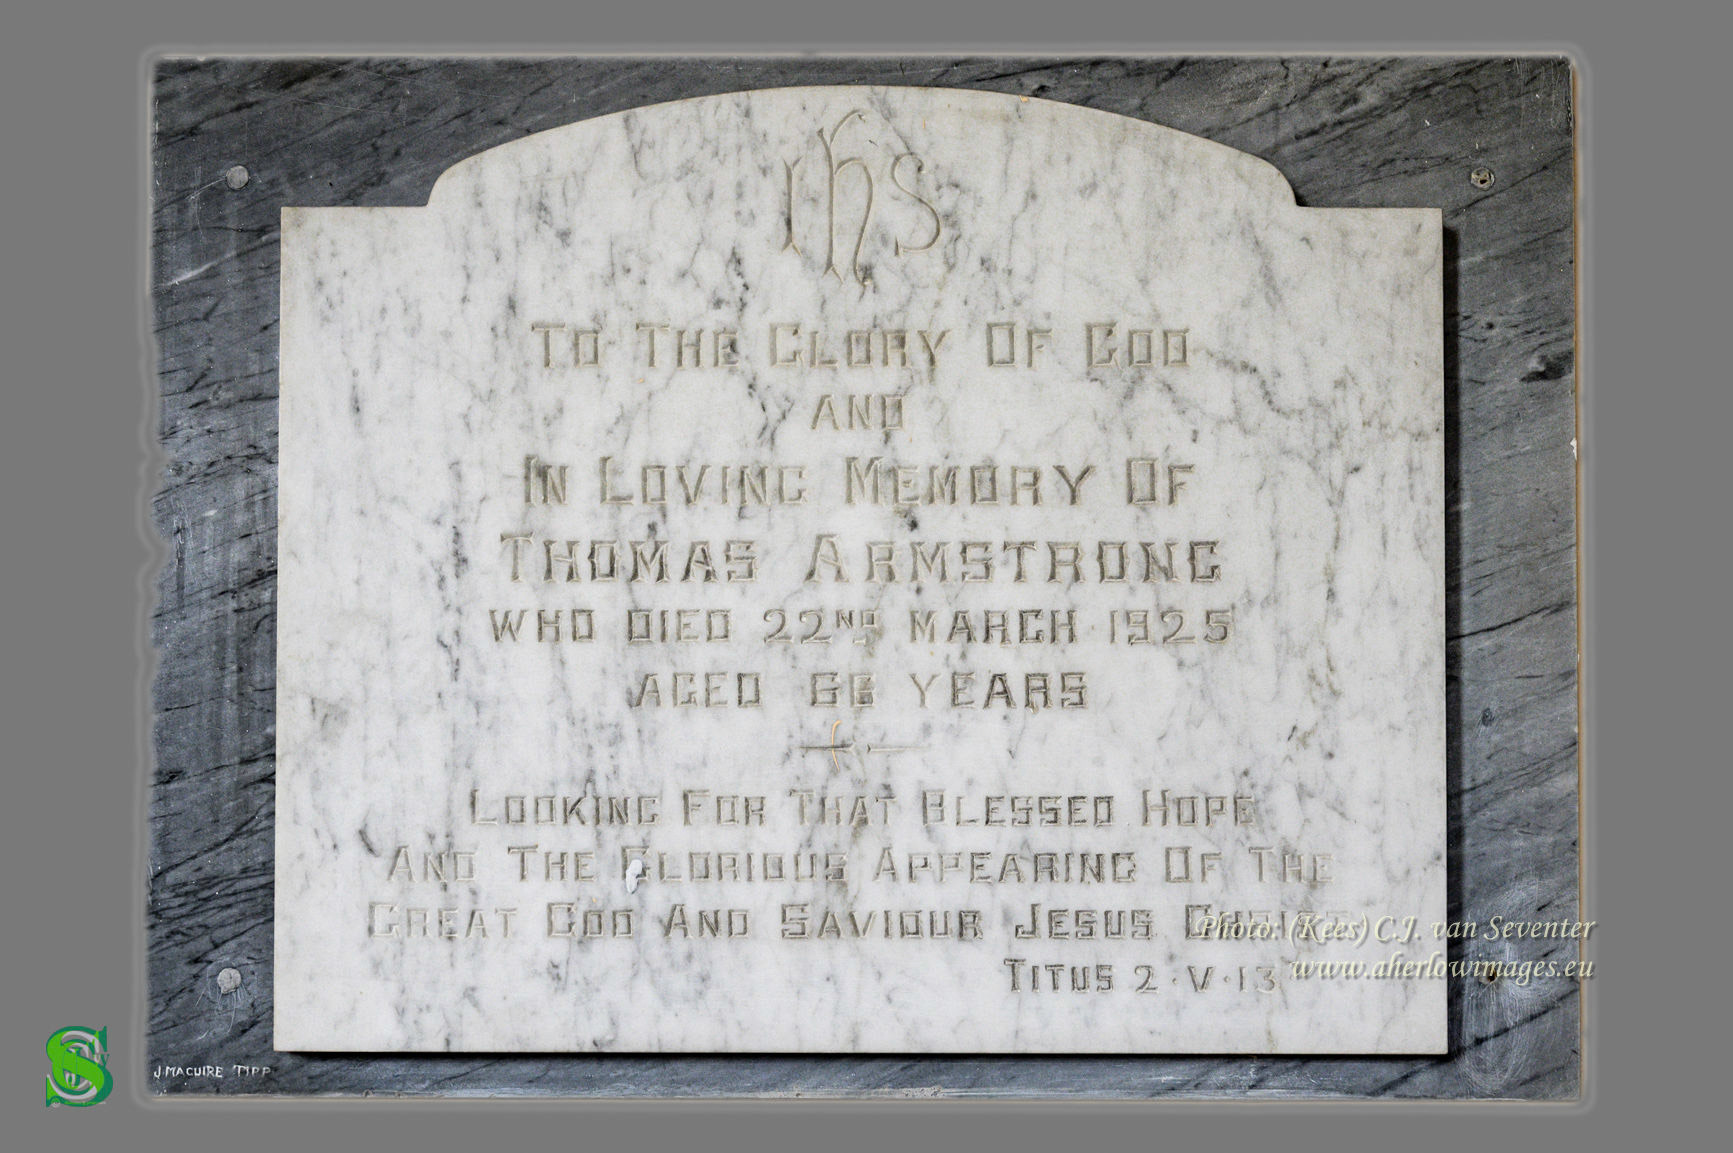 IHS
TO THE GLORY OF GOD
AND
IN LOVING MEMORY OF
THOMAS ARMSTRONG
WHO DIED 22ND MARCH 1925
AGED 66 YEARS
LOOKING FOR THAT BLESSED HOPE
AND THE GLORIOUS APPEARING OF THE
GREAT GOD AND SAVIOUR JESUS CHRIST
TITUS 2·V·13
Photo: (Kees) C.J. van Seventer
www.aherlowimages.eu
J. MAGUIRE TIPP